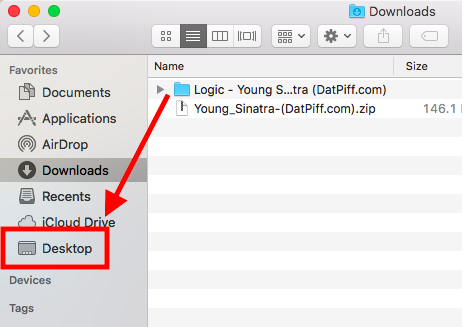 Downloads
Favorites
Name
Size
Documents
Logic - Young S...tra (DatPiff.com)
Applications
Young_Sinatra-(DatPiff.com).zip
146.1
AirDrop
Downloads
Recents
iCloud Drive
Desktop
Devices
Tags